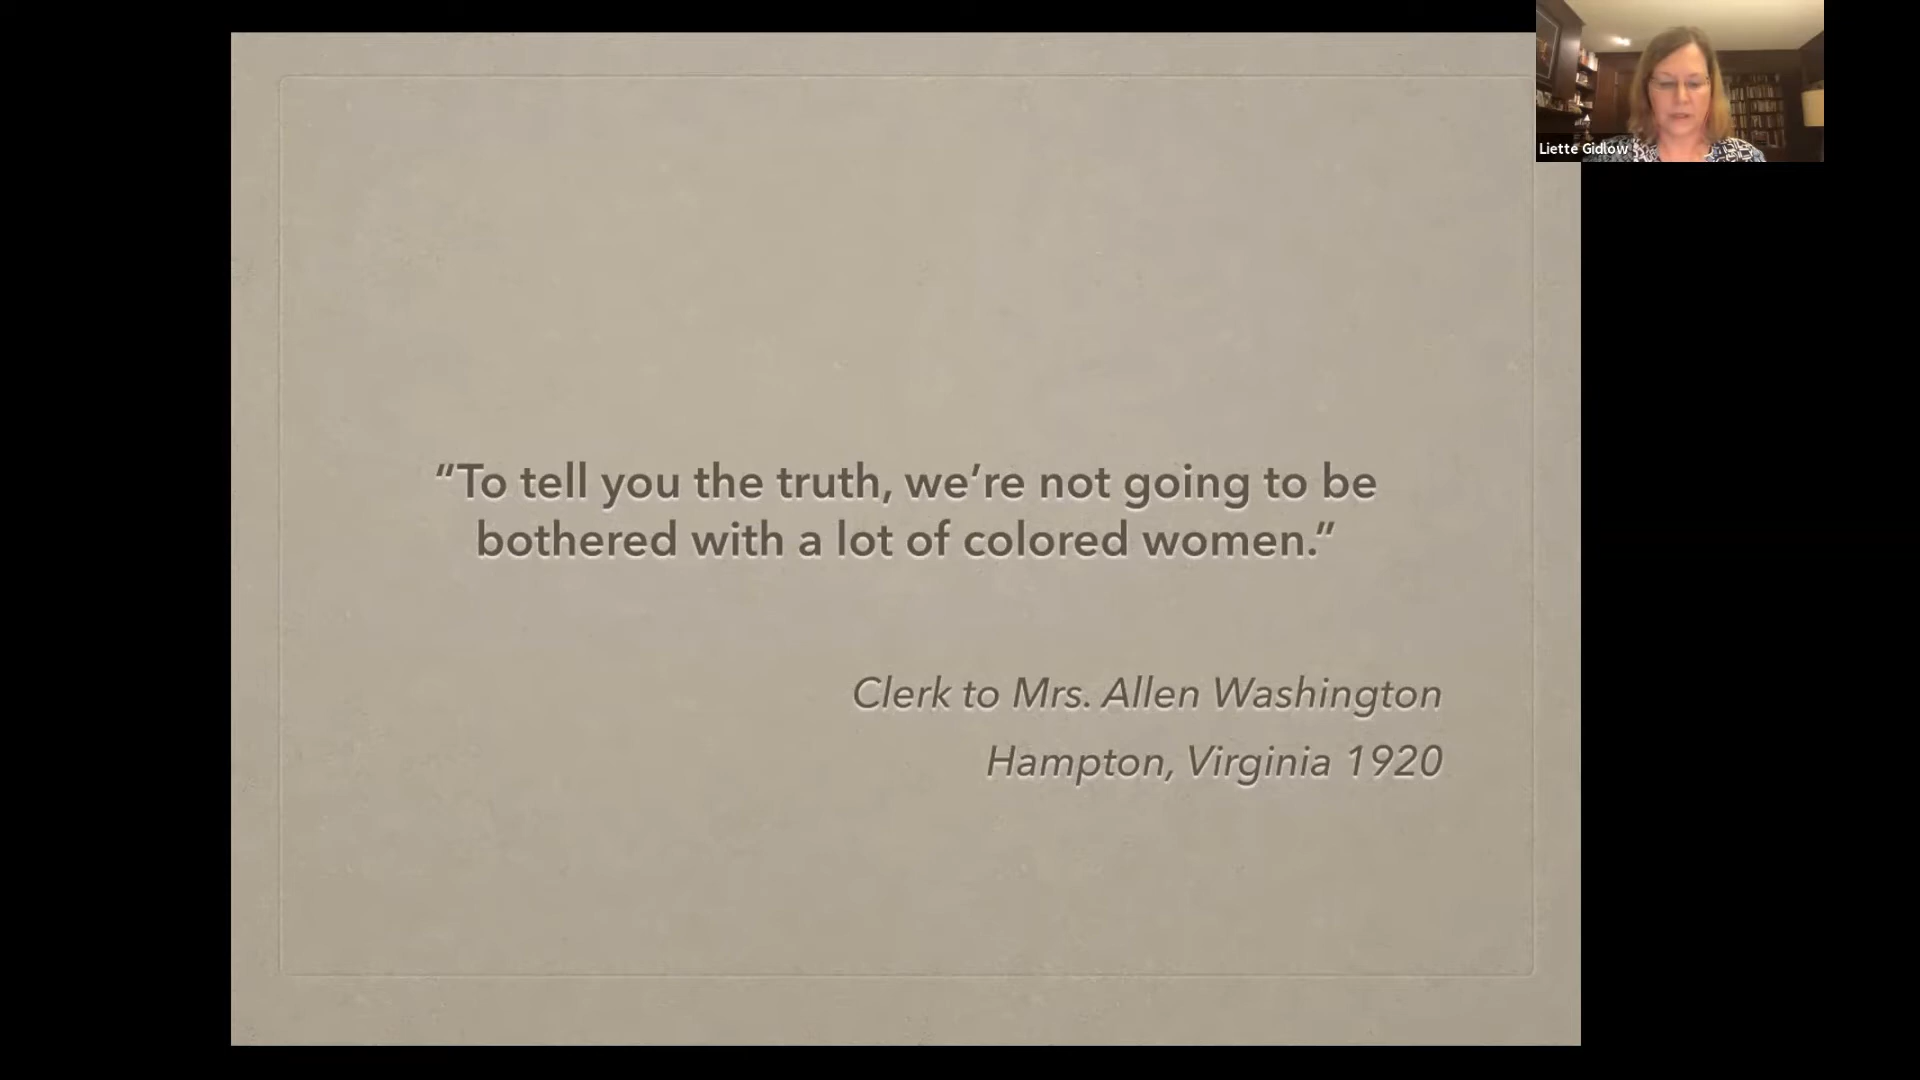 Liette Gidlow
“To tell you the truth, we’re not going to be
bothered with a lot of colored women.”
Clerk to Mrs. Allen Washington
Hampton, Virginia 1920